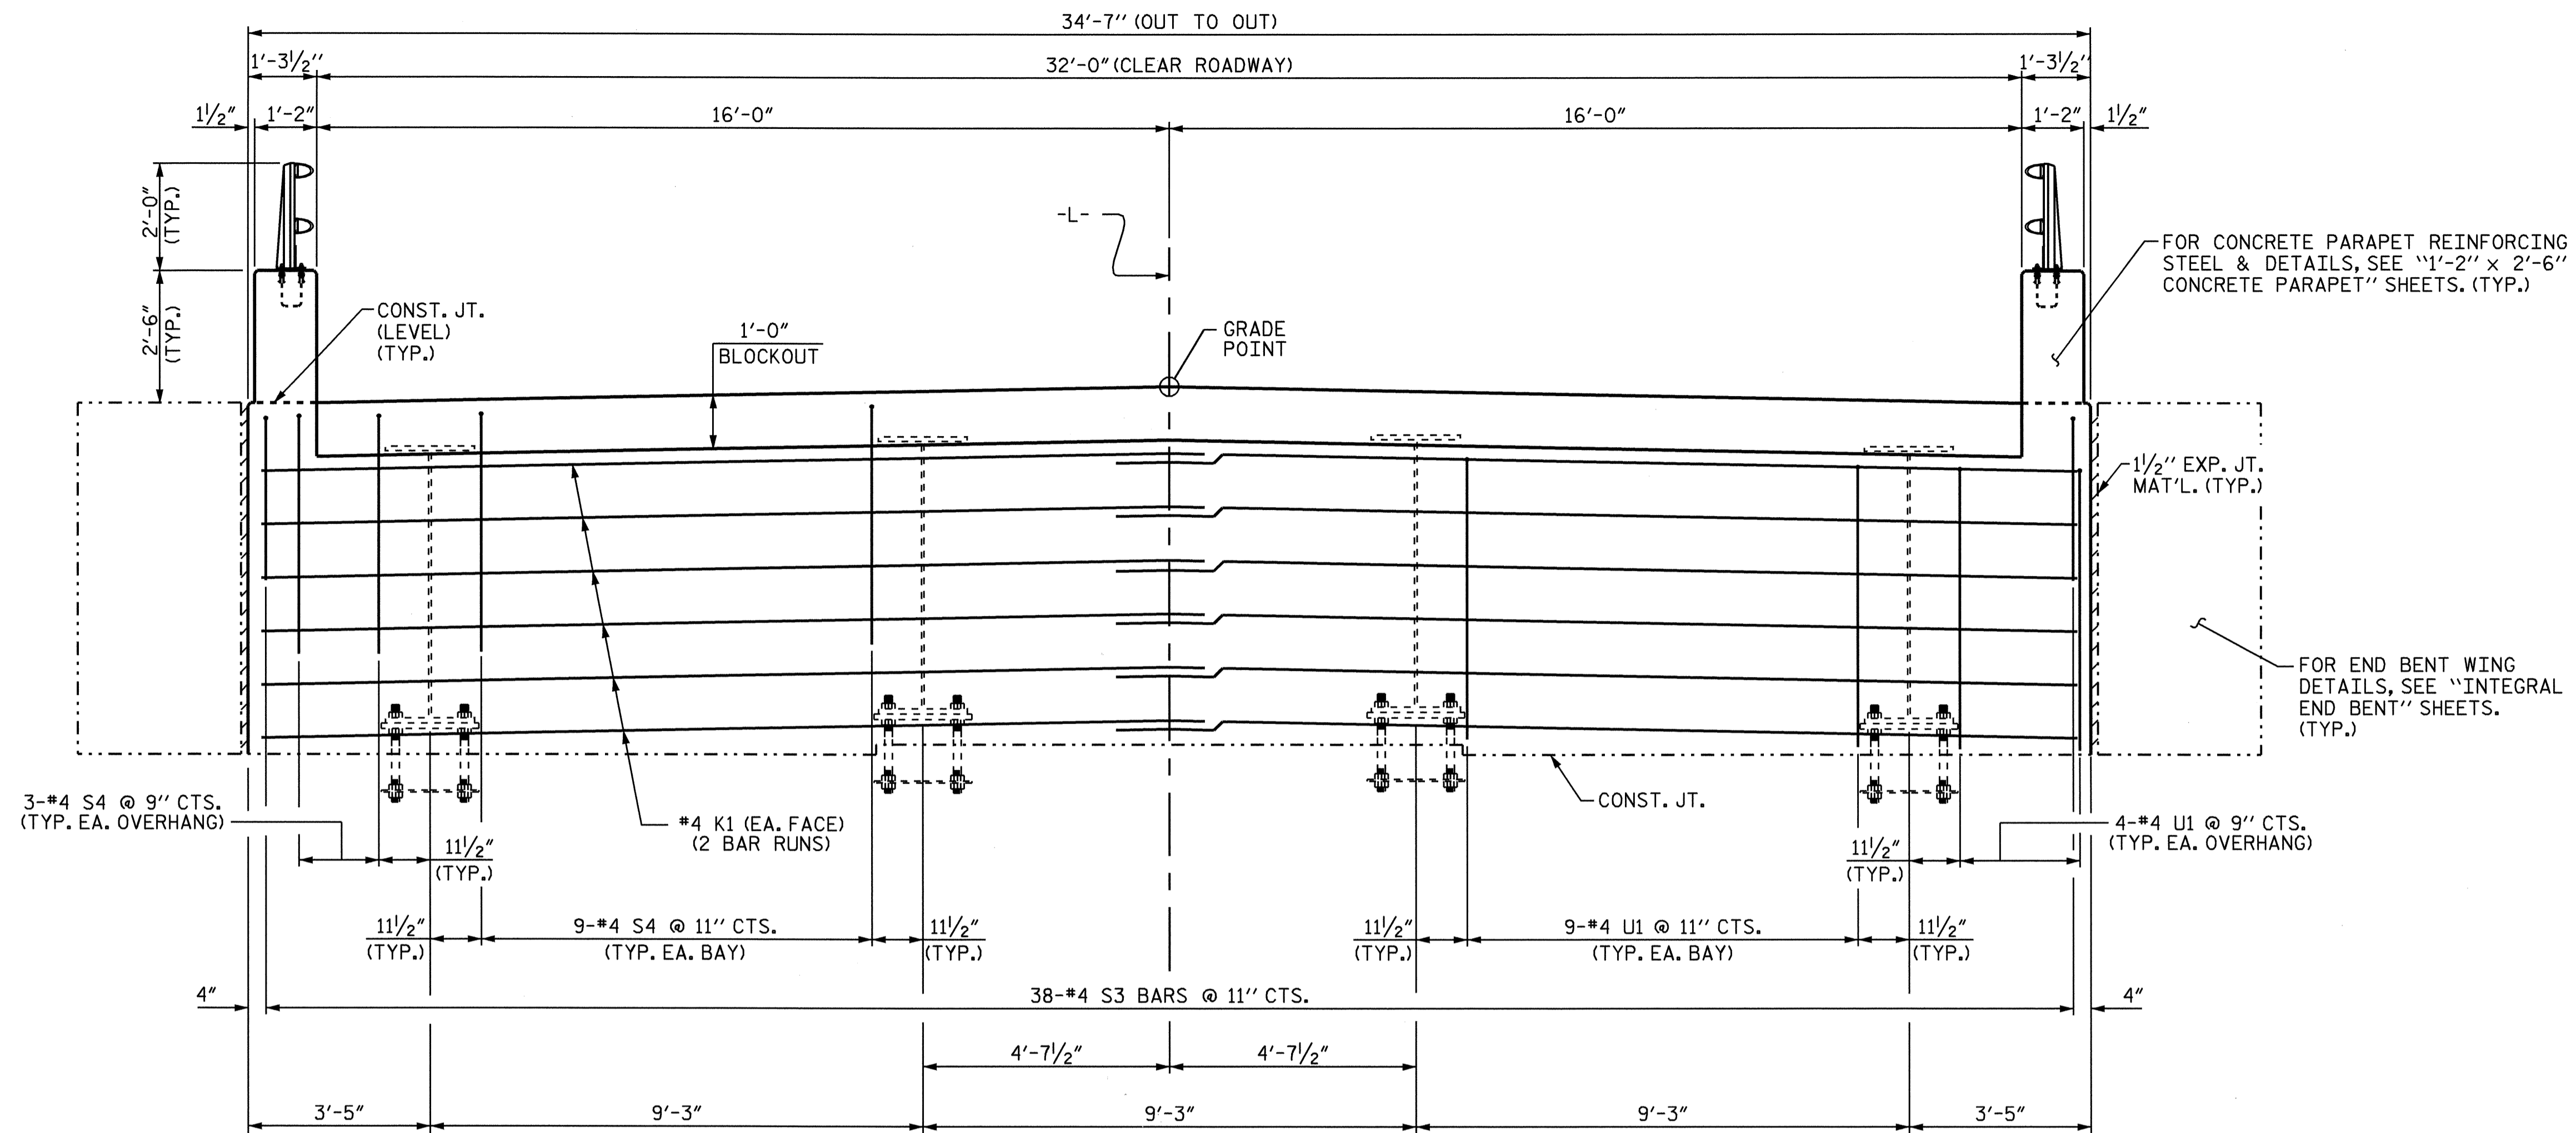 34'-7" (OUT TO OUT)
1'-3½" 32'-0" (CLEAR ROADWAY) 1'-3½"
1½" 1'-2" 16'-0" 16'-0" 1'-2" 1½"
2'-0"
(TYP.)
-L-
FOR CONCRETE PARAPET REINFORCING
STEEL & DETAILS, SEE "1'-2" x 2'-6"
CONCRETE PARAPET" SHEETS. (TYP.)
2'-6"
(TYP.)
CONST. JT.
(LEVEL)
(TYP.)
1'-0"
BLOCKOUT
GRADE
POINT
1½" EXP. JT.
MAT'L. (TYP.)
FOR END BENT WING
DETAILS, SEE "INTEGRAL
END BENT" SHEETS.
(TYP.)
3-#4 S4 @ 9" CTS.
(TYP. EA. OVERHANG)
11½"
(TYP.)
#4 K1 (EA. FACE)
(2 BAR RUNS)
CONST. JT.
11½"
(TYP.)
4-#4 U1 @ 9" CTS.
(TYP. EA. OVERHANG)
11½"
(TYP.)
9-#4 S4 @ 11" CTS.
(TYP. EA. BAY)
11½"
(TYP.)
11½"
(TYP.)
9-#4 U1 @ 11" CTS.
(TYP. EA. BAY)
11½"
(TYP.)
4" 38-#4 S3 BARS @ 11" CTS. 4"
4'-7½" 4'-7½"
3'-5" 9'-3" 9'-3" 9'-3" 3'-5"